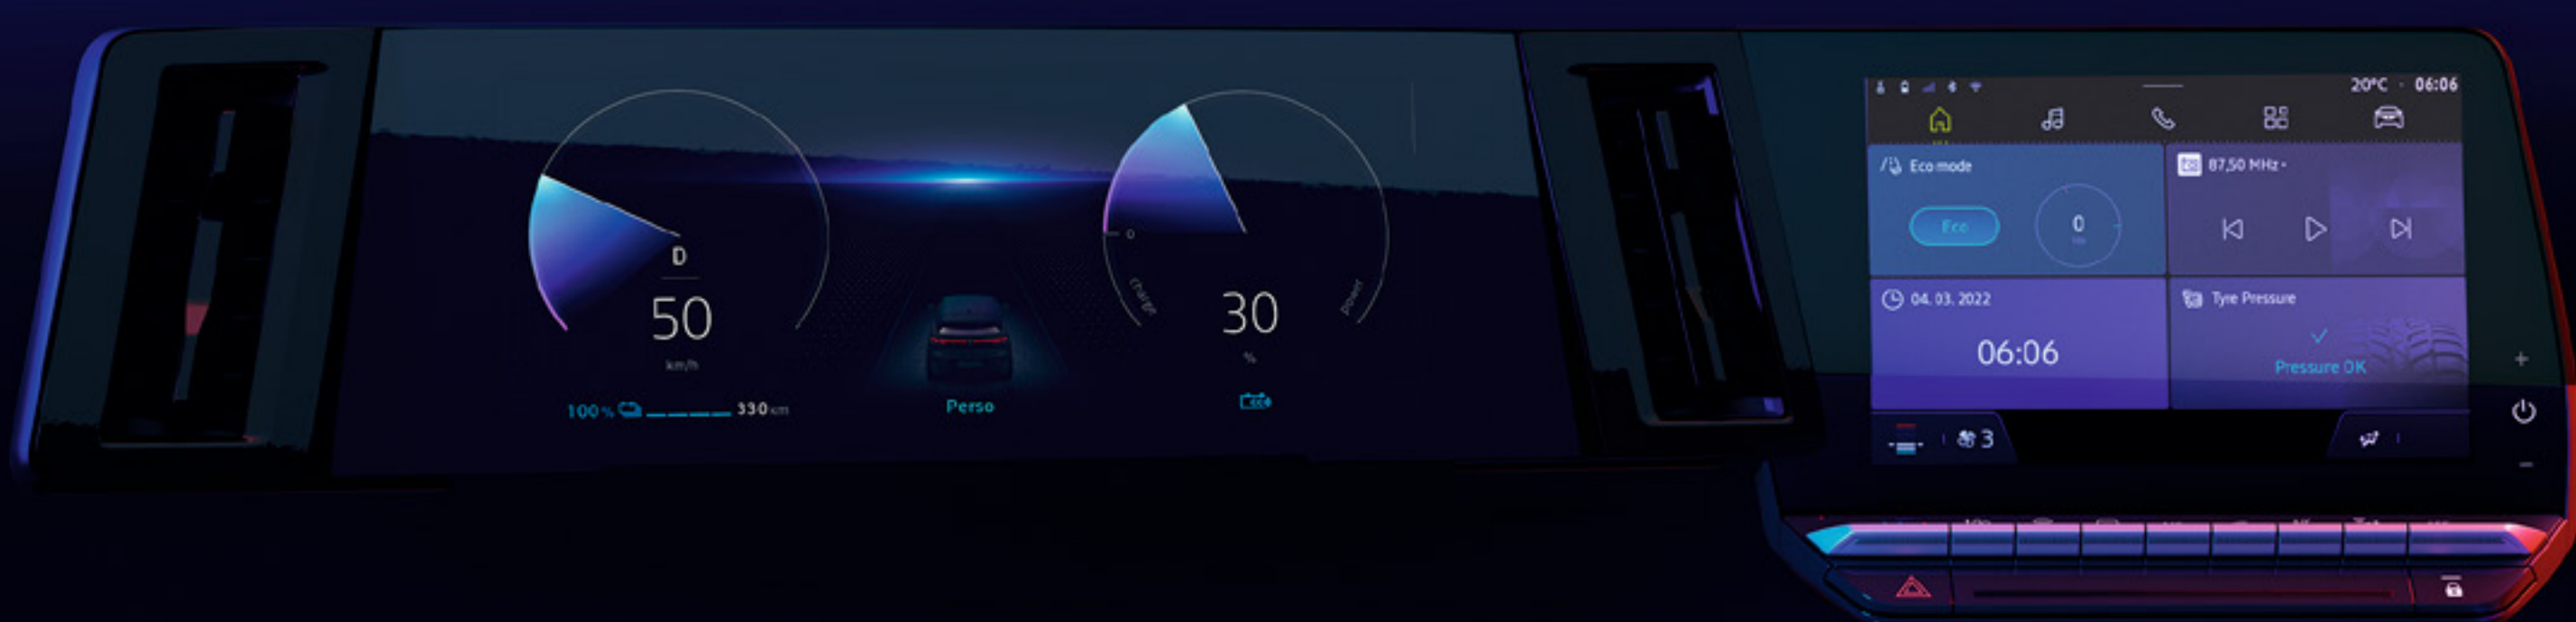 D
50
km/h
100% 330 km
Perso
0
charge
power
30
%
20°C · 06:06
Eco mode
Eco
0
87,50 MHz
04. 03. 2022
06:06
Tyre Pressure
Pressure OK
3